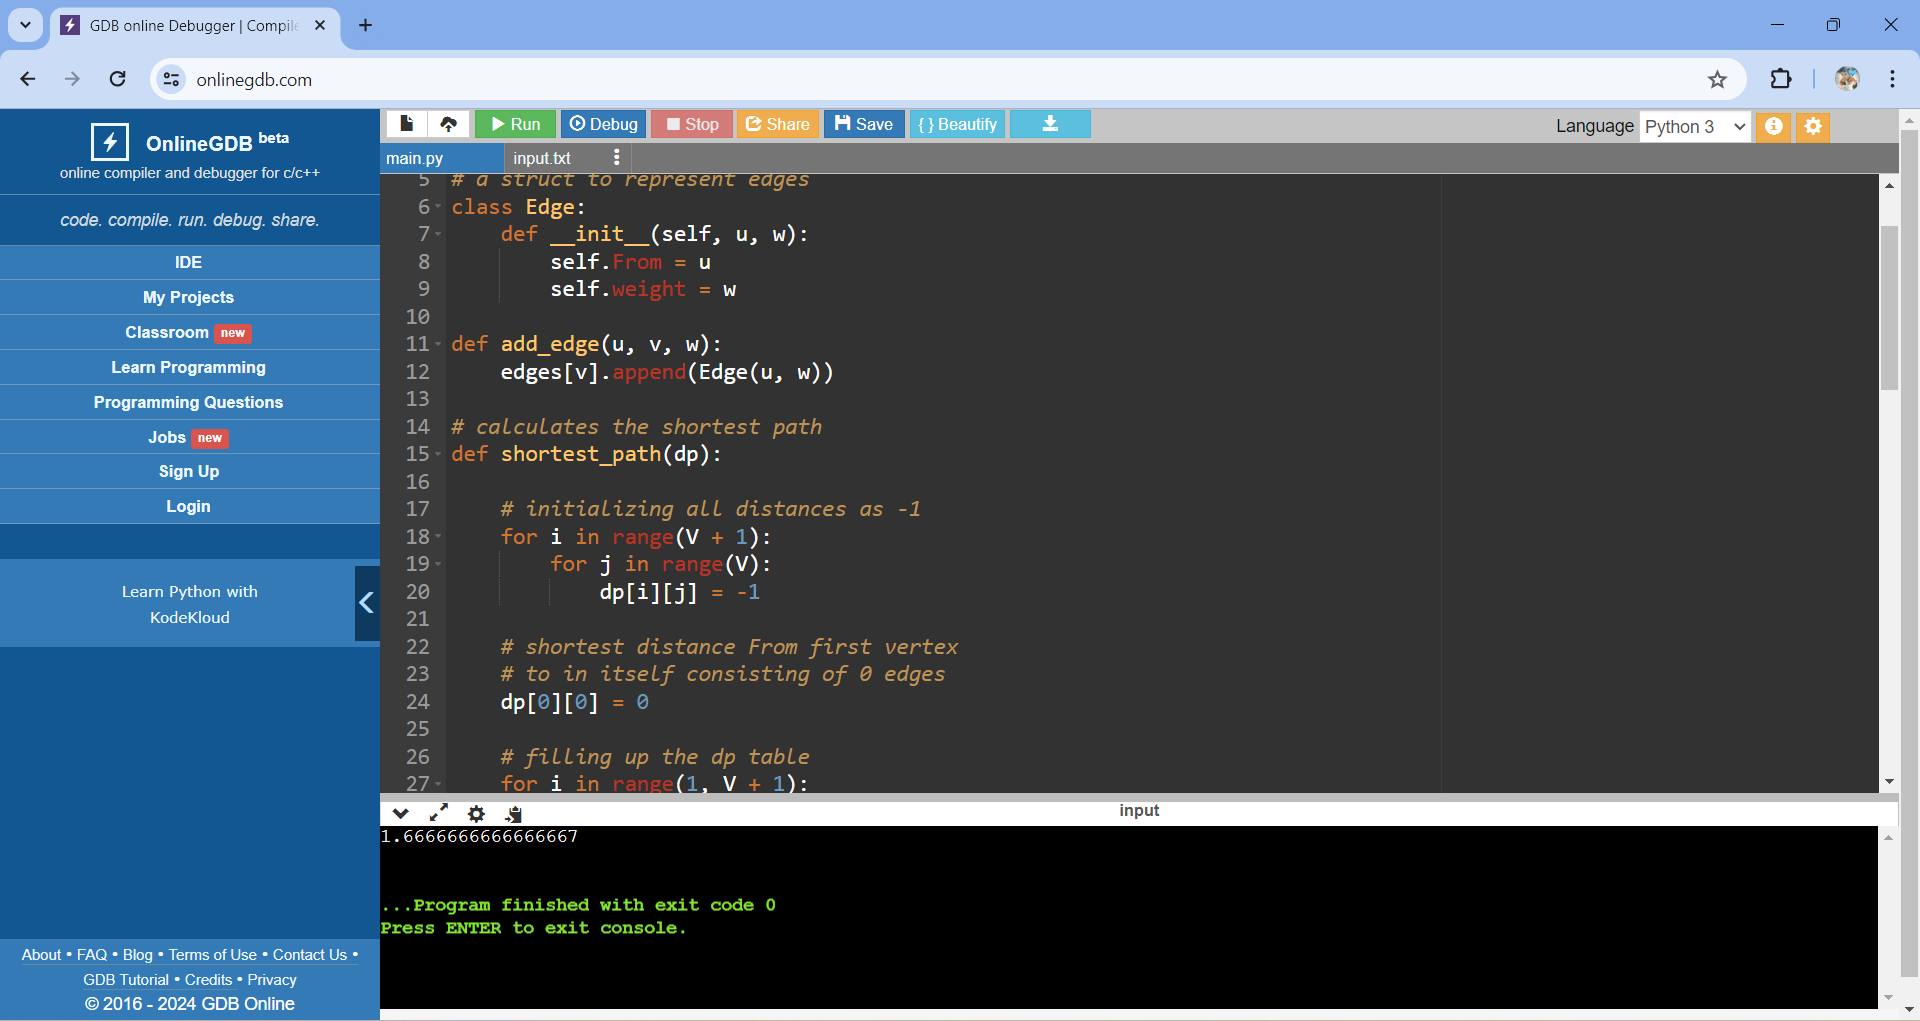 GDB online Debugger | Compile
onlinegdb.com
OnlineGDB beta
online compiler and debugger for c/c++
code. compile. run. debug. share.
IDE
My Projects
Classroom new
Learn Programming
Programming Questions
Jobs new
Sign Up
Login
Learn Python with
KodeKloud
About • FAQ • Blog • Terms of Use • Contact Us •
GDB Tutorial • Credits • Privacy
© 2016 - 2024 GDB Online
Run Debug Stop Share Save { } Beautify
Language Python 3
main.py input.txt
5 # a struct to represent edges
6 class Edge:
7     def __init__(self, u, w):
8         self.From = u
9         self.weight = w
10
11 def add_edge(u, v, w):
12     edges[v].append(Edge(u, w))
13
14 # calculates the shortest path
15 def shortest_path(dp):
16
17     # initializing all distances as -1
18     for i in range(V + 1):
19         for j in range(V):
20             dp[i][j] = -1
21
22     # shortest distance From first vertex
23     # to in itself consisting of 0 edges
24     dp[0][0] = 0
25
26     # filling up the dp table
27     for i in range(1, V + 1):
input
1.6666666666666667
...Program finished with exit code 0
Press ENTER to exit console.